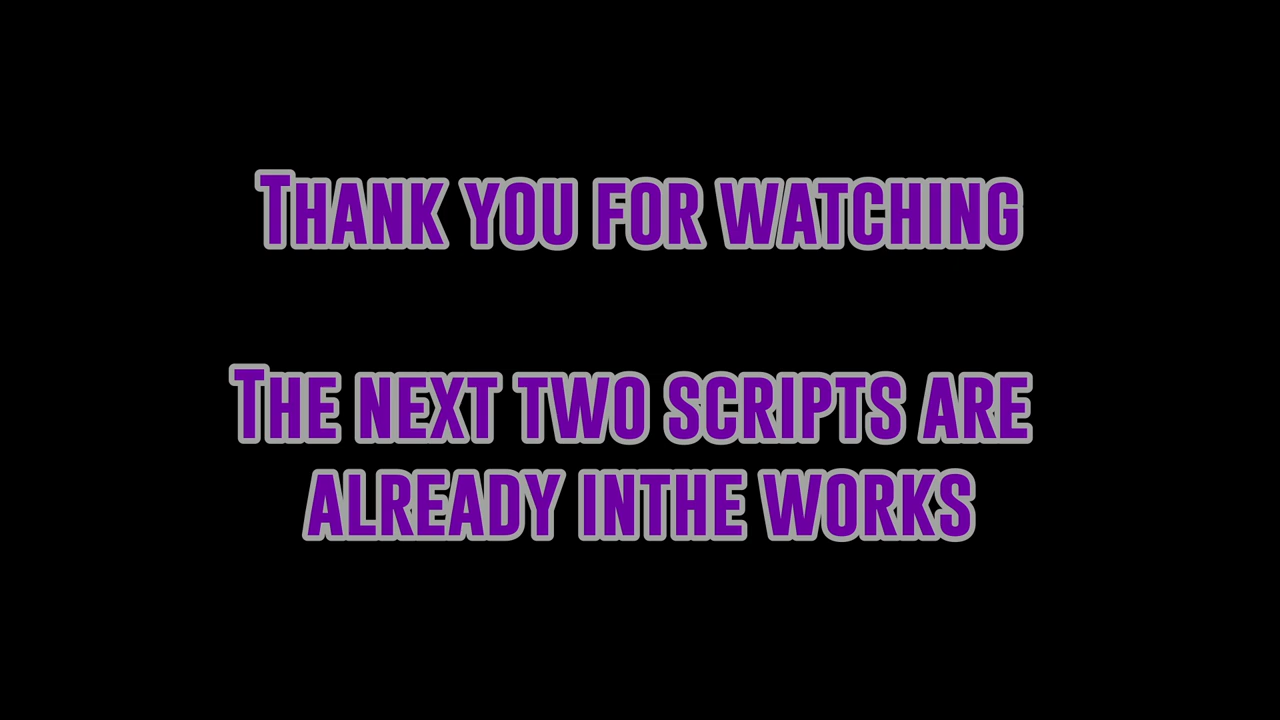 Thank you for watching
The next two scripts are
already inthe works